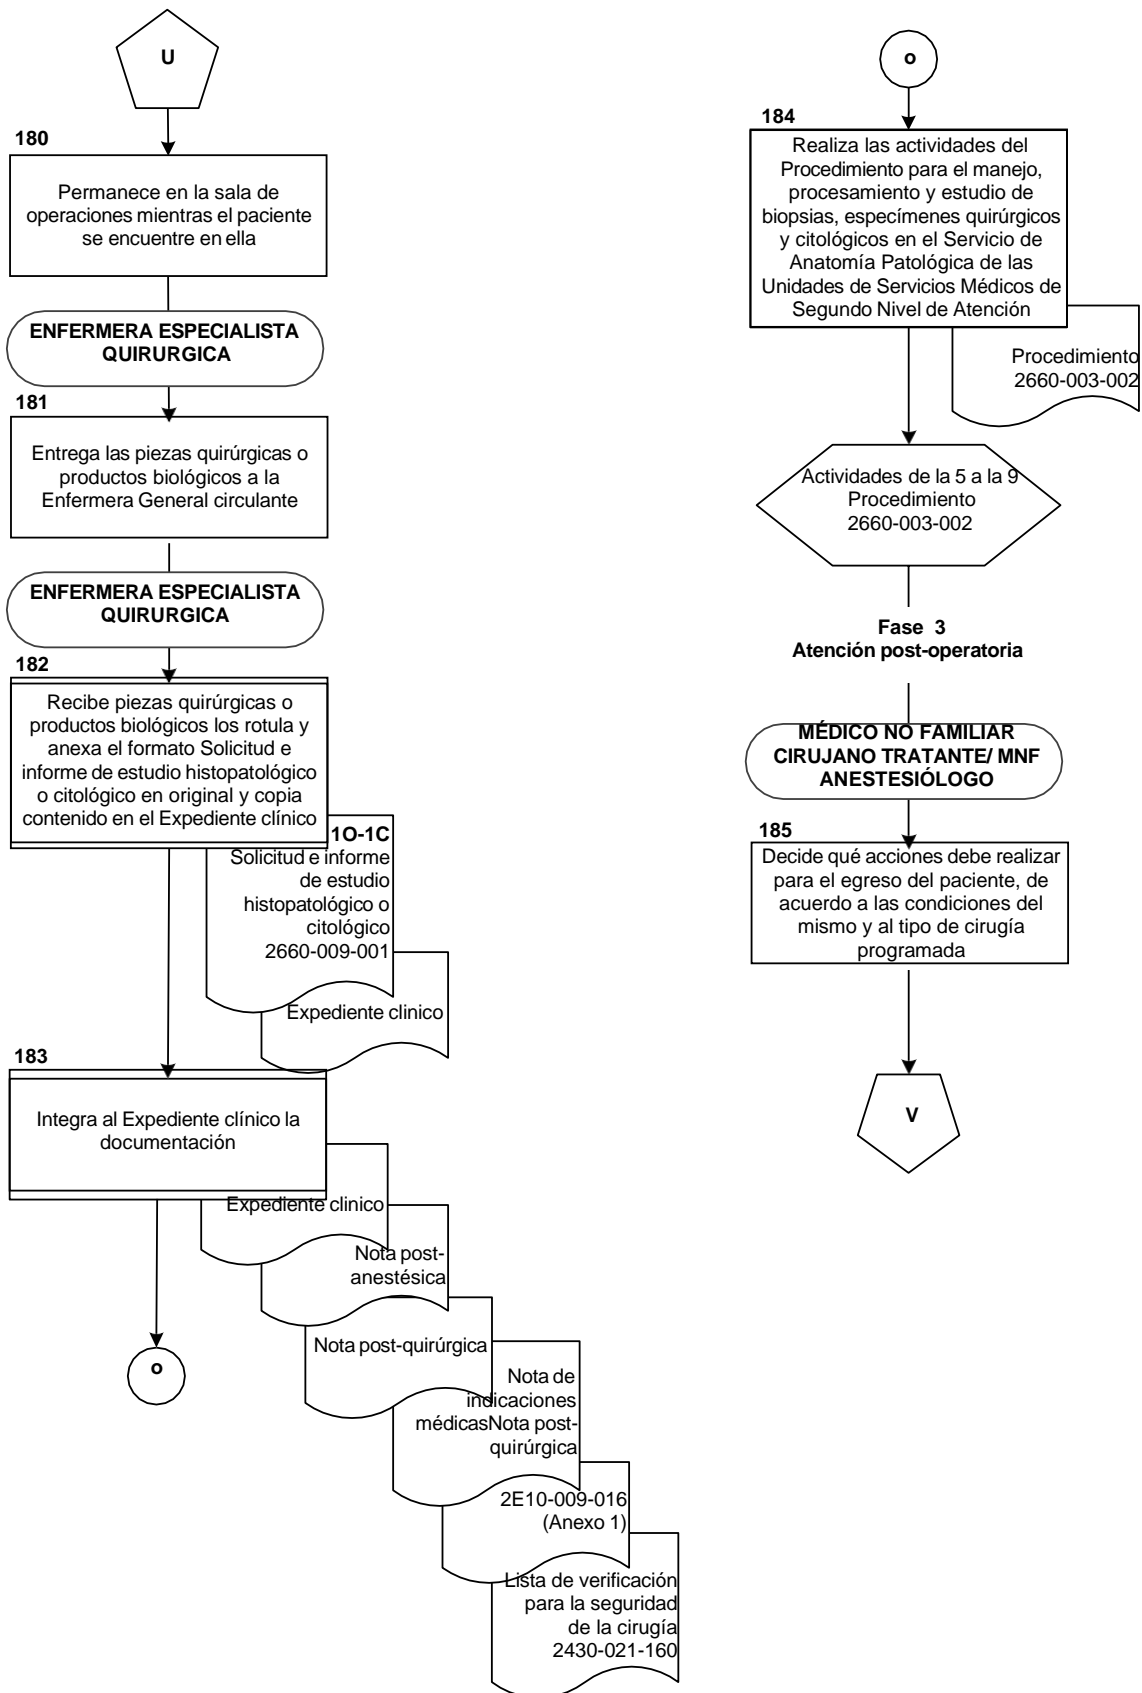 U
180
Permanece en la sala de
operaciones mientras el paciente
se encuentre en ella
ENFERMERA ESPECIALISTA
QUIRURGICA
181
Entrega las piezas quirúrgicas o
productos biológicos a la
Enfermera General circulante
ENFERMERA ESPECIALISTA
QUIRURGICA
182
Recibe piezas quirúrgicas o
productos biológicos los rotula y
anexa el formato Solicitud e
informe de estudio histopatológico
o citológico en original y copia
contenido en el Expediente clínico
1O-1C
Solicitud e informe
de estudio
histopatológico o
citológico
2660-009-001
Expediente clinico
183
Integra al Expediente clínico la
documentación
Expediente clinico
Nota post-
anestésica
Nota post-quirúrgica
Nota de
indicaciones
médicasNota post-
quirúrgica
2E10-009-016
(Anexo 1)
Lista de verificación
para la seguridad
de la cirugía
2430-021-160
o
o
184
Realiza las actividades del
Procedimiento para el manejo,
procesamiento y estudio de
biopsias, especímenes quirúrgicos
y citológicos en el Servicio de
Anatomía Patológica de las
Unidades de Servicios Médicos de
Segundo Nivel de Atención
Procedimiento
2660-003-002
Actividades de la 5 a la 9
Procedimiento
2660-003-002
Fase 3
Atención post-operatoria
MÉDICO NO FAMILIAR
CIRUJANO TRATANTE/ MNF
ANESTESIÓLOGO
185
Decide qué acciones debe realizar
para el egreso del paciente, de
acuerdo a las condiciones del
mismo y al tipo de cirugía
programada
V